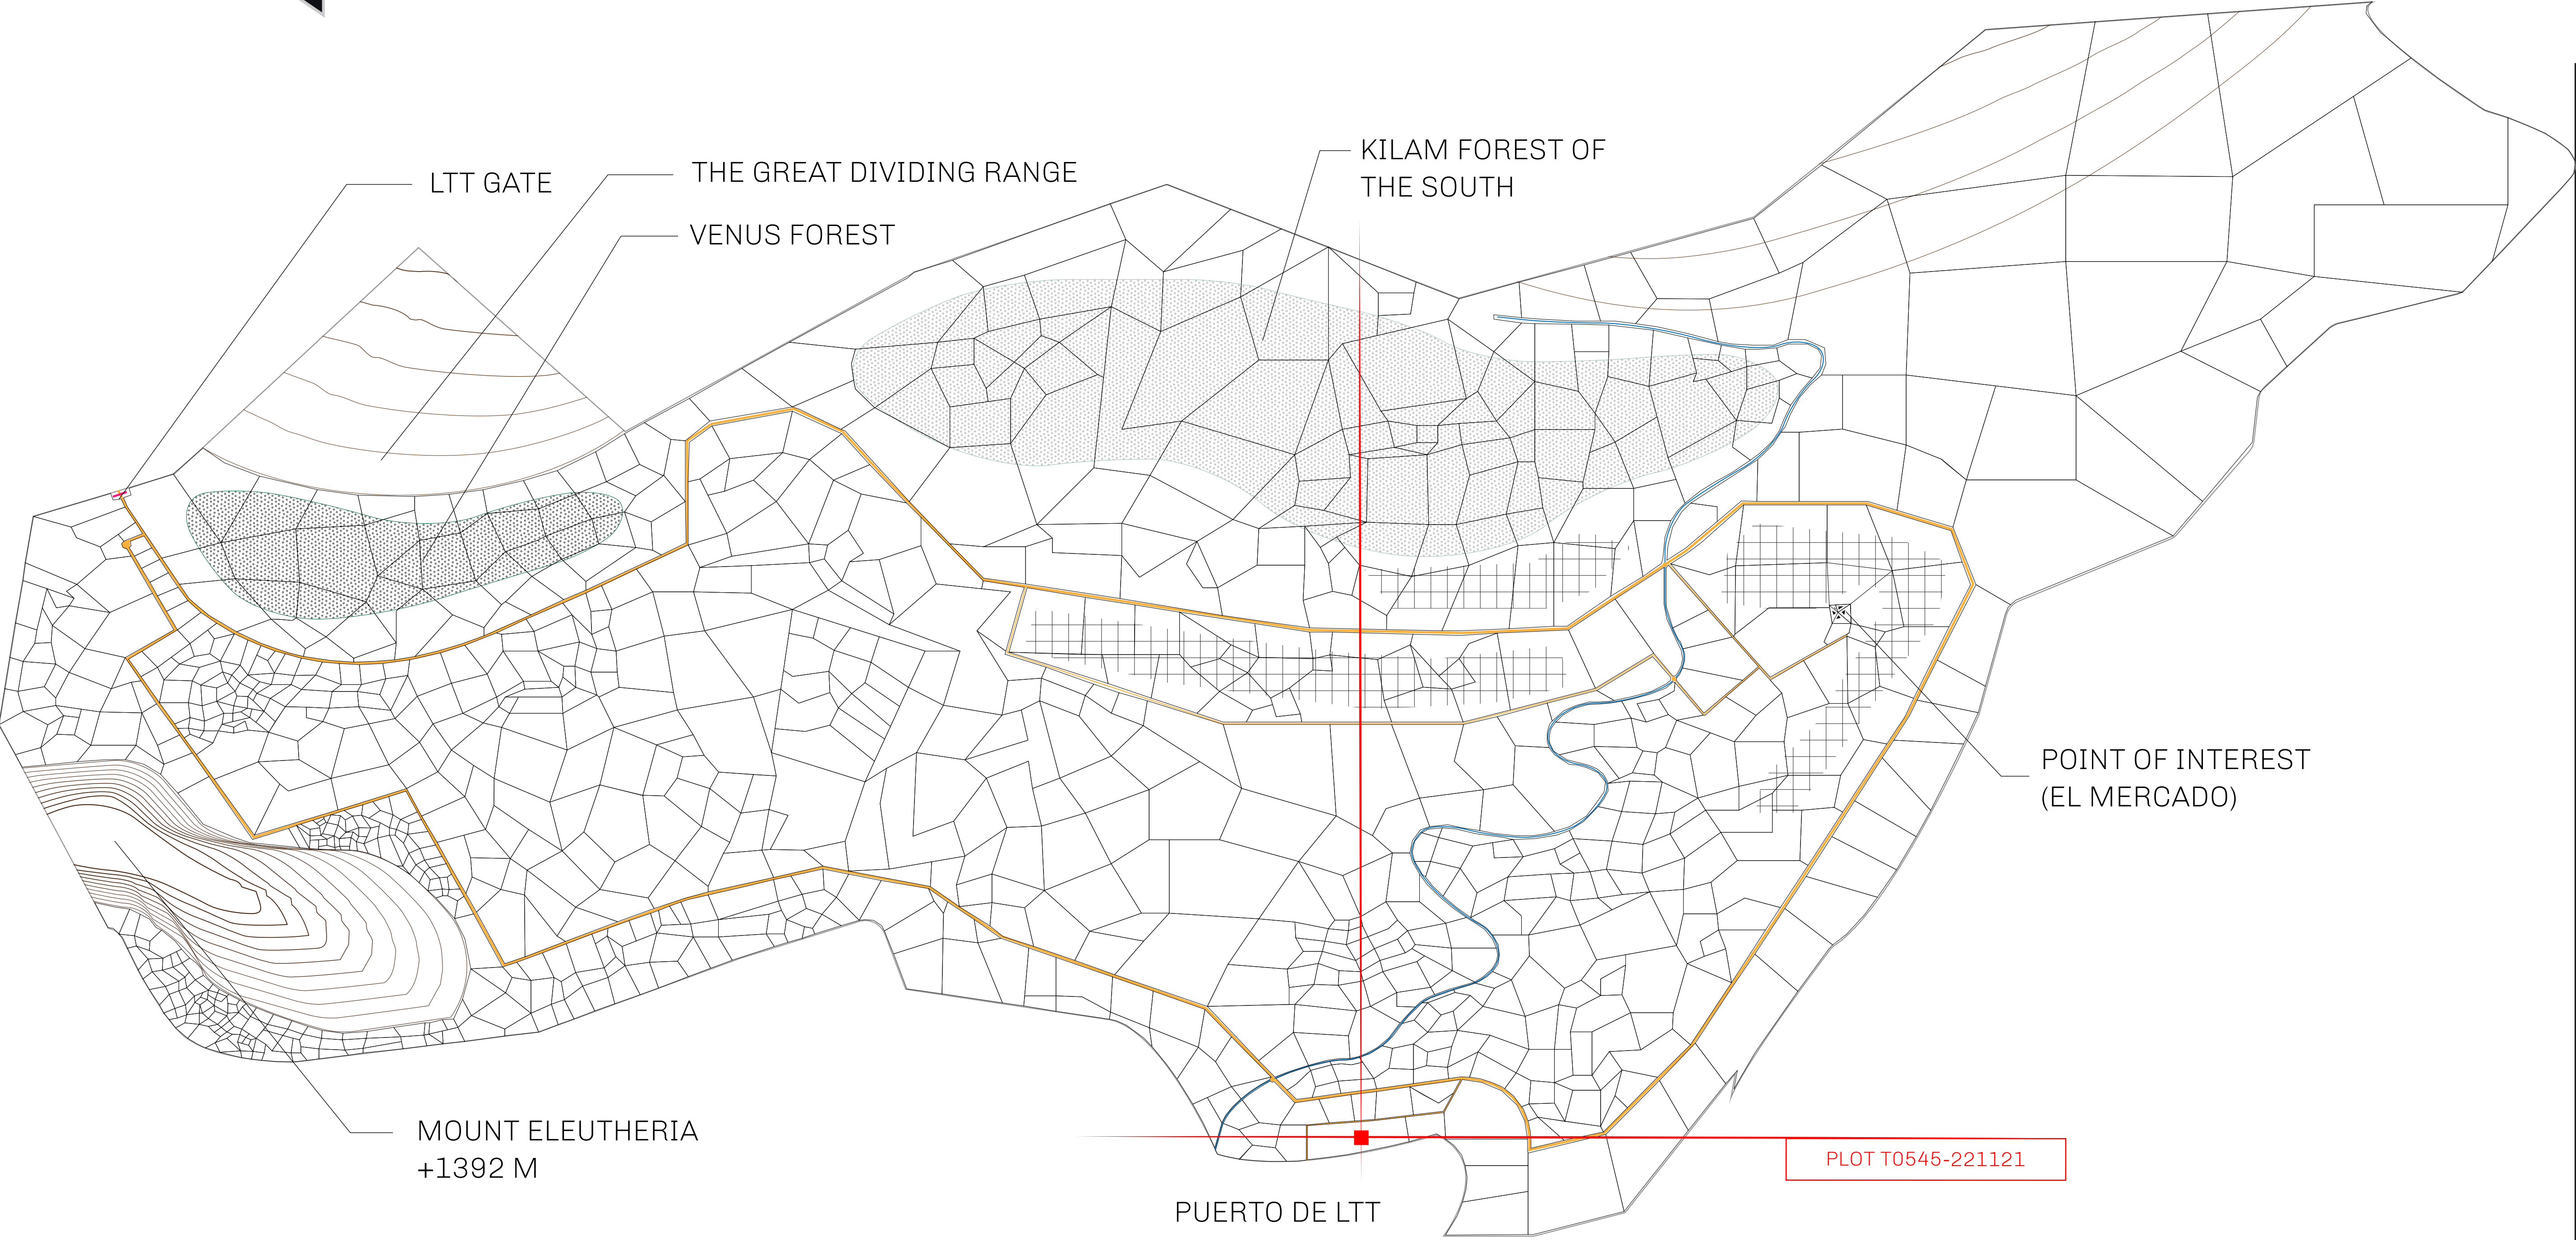 KILAM FOREST OF
THE SOUTH
LTT GATE
THE GREAT DIVIDING RANGE
VENUS FOREST
POINT OF INTEREST
(EL MERCADO)
MOUNT ELEUTHERIA
+1392 M
PLOT T0545-221121
PUERTO DE LTT